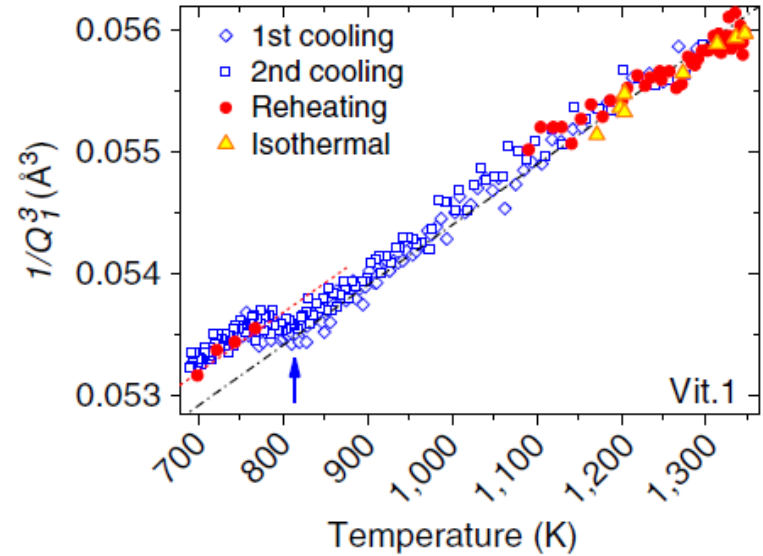 1st cooling
2nd cooling
Reheating
Isothermal
1/Q₁³ (Å³)
0.056
0.055
0.054
0.053
Vit.1
700
800
900
1,000
1,100
1,200
1,300
Temperature (K)